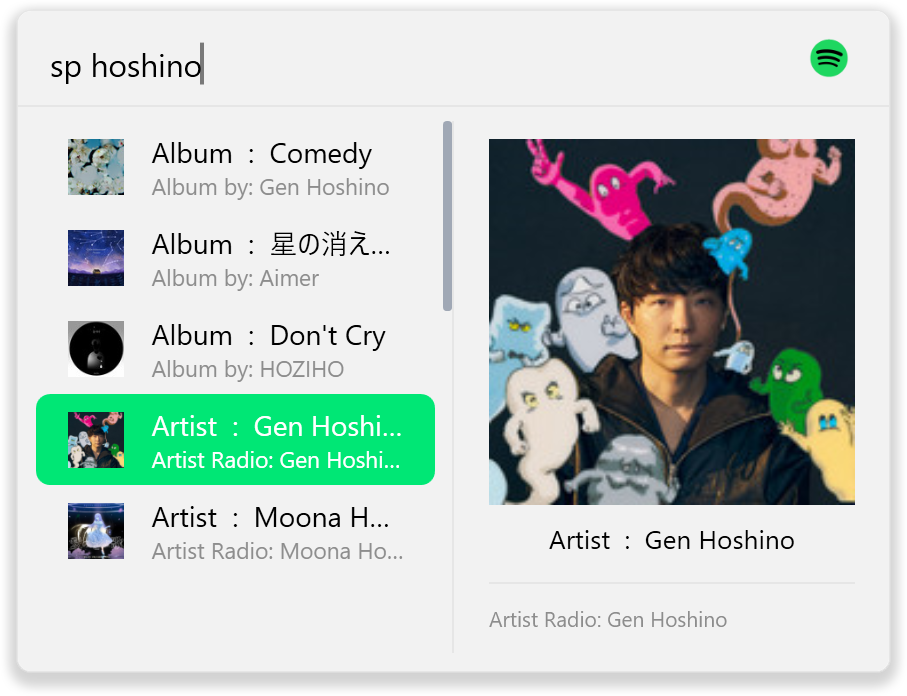 sp hoshino
Album : Comedy
Album by: Gen Hoshino
Album : 星の消え...
Album by: Aimer
Album : Don't Cry
Album by: HOZIHO
Artist : Gen Hoshi...
Artist Radio: Gen Hoshi...
Artist : Moona H...
Artist Radio: Moona Ho...
Artist : Gen Hoshino
Artist Radio: Gen Hoshino